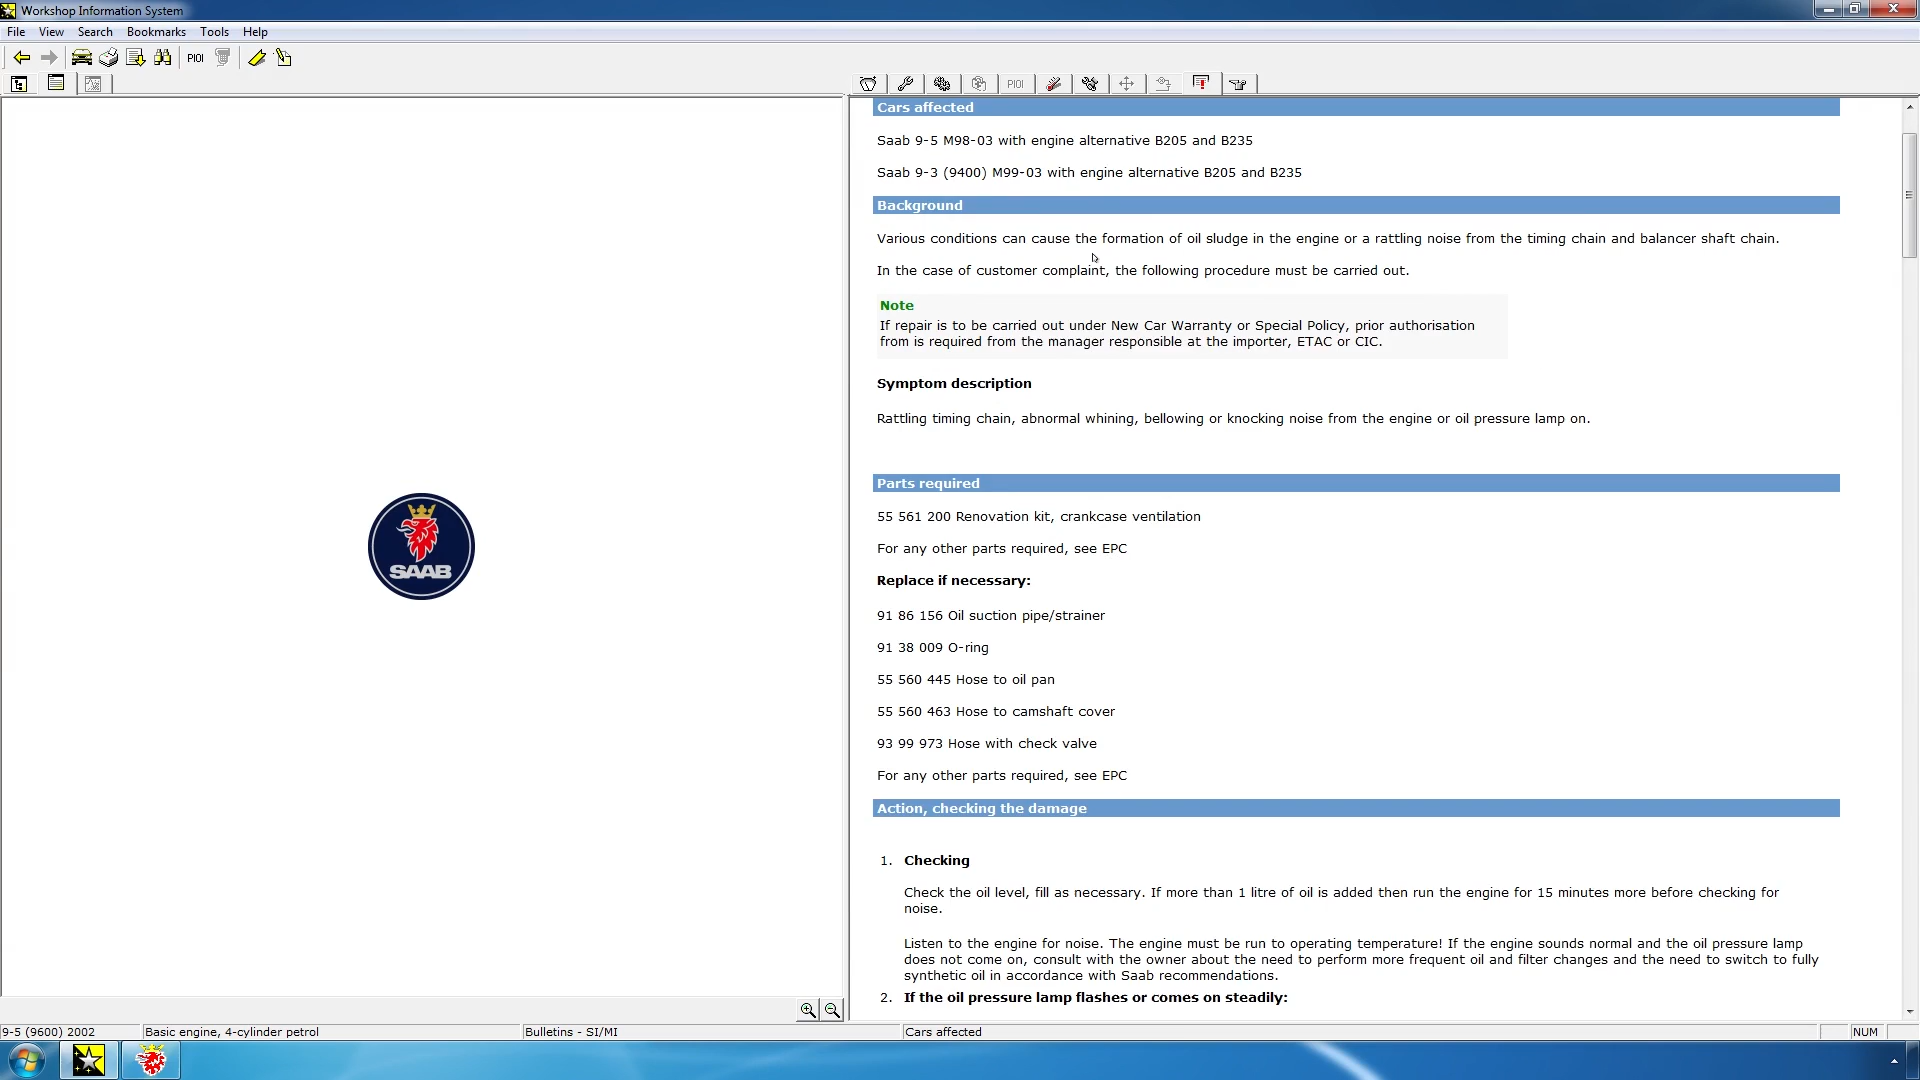 Workshop Information System
File View Search Bookmarks Tools Help
PIOI
PIOI
Cars affected
Saab 9-5 M98-03 with engine alternative B205 and B235
Saab 9-3 (9400) M99-03 with engine alternative B205 and B235
Background
Various conditions can cause the formation of oil sludge in the engine or a rattling noise from the timing chain and balancer shaft chain.
In the case of customer complaint, the following procedure must be carried out.
Note
If repair is to be carried out under New Car Warranty or Special Policy, prior authorisation
from is required from the manager responsible at the importer, ETAC or CIC.
Symptom description
Rattling timing chain, abnormal whining, bellowing or knocking noise from the engine or oil pressure lamp on.
Parts required
55 561 200 Renovation kit, crankcase ventilation
For any other parts required, see EPC
Replace if necessary:
91 86 156 Oil suction pipe/strainer
91 38 009 O-ring
55 560 445 Hose to oil pan
55 560 463 Hose to camshaft cover
93 99 973 Hose with check valve
For any other parts required, see EPC
Action, checking the damage
1. Checking
Check the oil level, fill as necessary. If more than 1 litre of oil is added then run the engine for 15 minutes more before checking for
noise.
Listen to the engine for noise. The engine must be run to operating temperature! If the engine sounds normal and the oil pressure lamp
does not come on, consult with the owner about the need to perform more frequent oil and filter changes and the need to switch to fully
synthetic oil in accordance with Saab recommendations.
2. If the oil pressure lamp flashes or comes on steadily:
SAAB
9-5 (9600) 2002 Basic engine, 4-cylinder petrol Bulletins - SI/MI Cars affected NUM